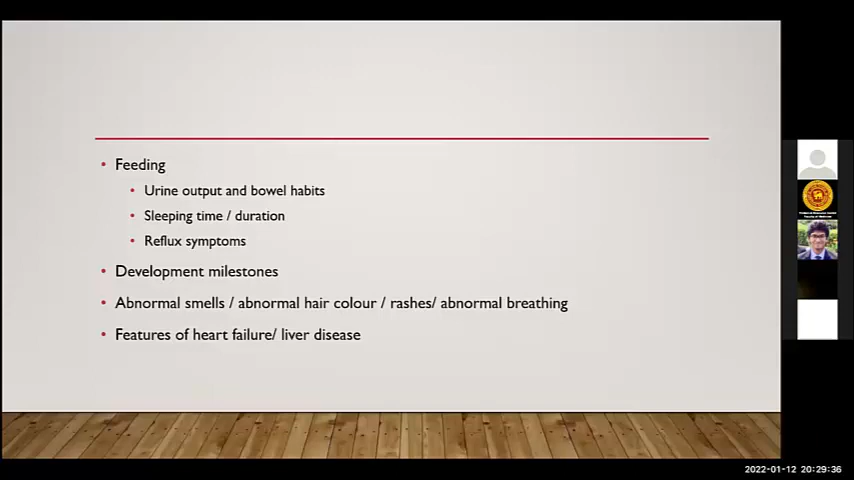 Feeding
Urine output and bowel habits
Sleeping time / duration
Reflux symptoms
Development milestones
Abnormal smells / abnormal hair colour / rashes/ abnormal breathing
Features of heart failure/ liver disease
2022-01-12 20:29:36